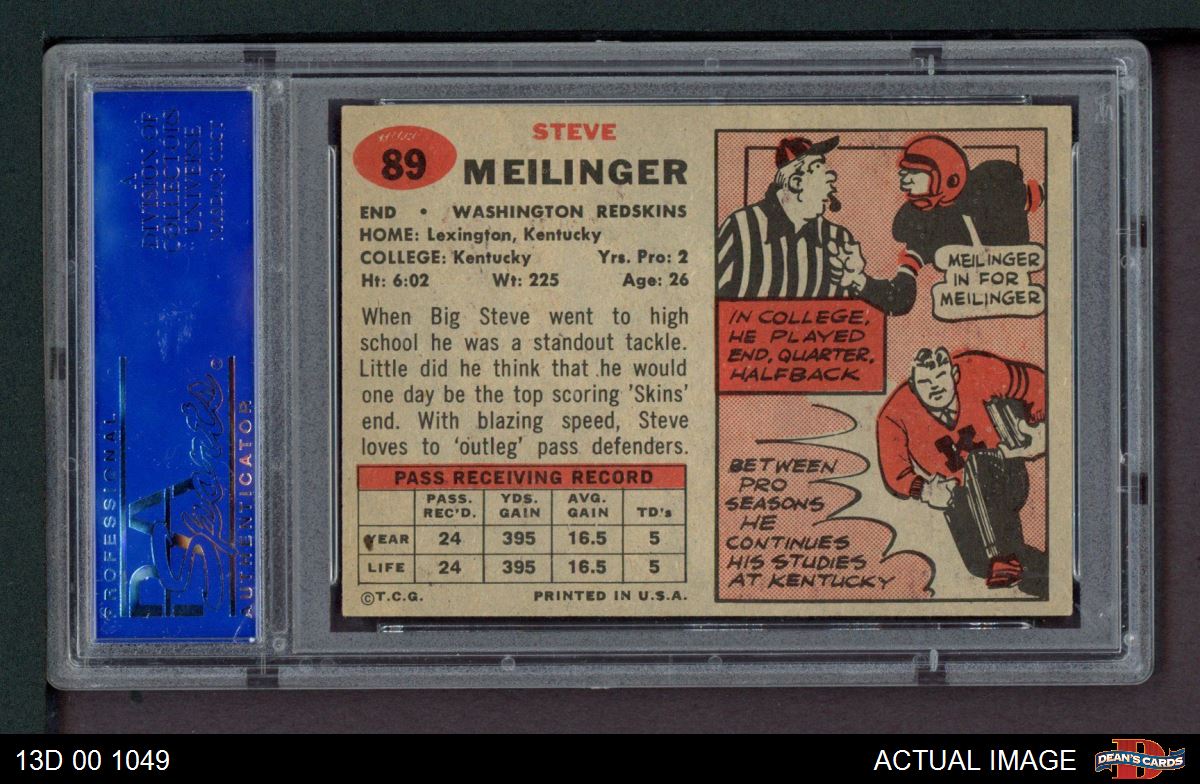 A
DIVISION OF
COLLECTORS
UNIVERSE
NASDAQ: CLCT
PROFESSIONAL
PSA
Sports
AUTHENTICATOR
89
STEVE
MEILINGER
END • WASHINGTON REDSKINS
HOME: Lexington, Kentucky
COLLEGE: Kentucky Yrs. Pro: 2
Ht: 6:02 Wt: 225 Age: 26
When Big Steve went to high
school he was a standout tackle.
Little did he think that he would
one day be the top scoring 'Skins'
end. With blazing speed, Steve
loves to 'outleg' pass defenders.
PASS RECEIVING RECORD
PASS. REC'D. YDS. GAIN AVG. GAIN TD's
YEAR 24 395 16.5 5
LIFE 24 395 16.5 5
©T.C.G. PRINTED IN U.S.A.
MEILINGER
IN FOR
MEILINGER
IN COLLEGE,
HE PLAYED
END, QUARTER,
HALFBACK
K
BETWEEN
PRO
SEASONS
HE
CONTINUES
HIS STUDIES
AT KENTUCKY
13D 00 1049
ACTUAL IMAGE
D
DEAN'S CARDS